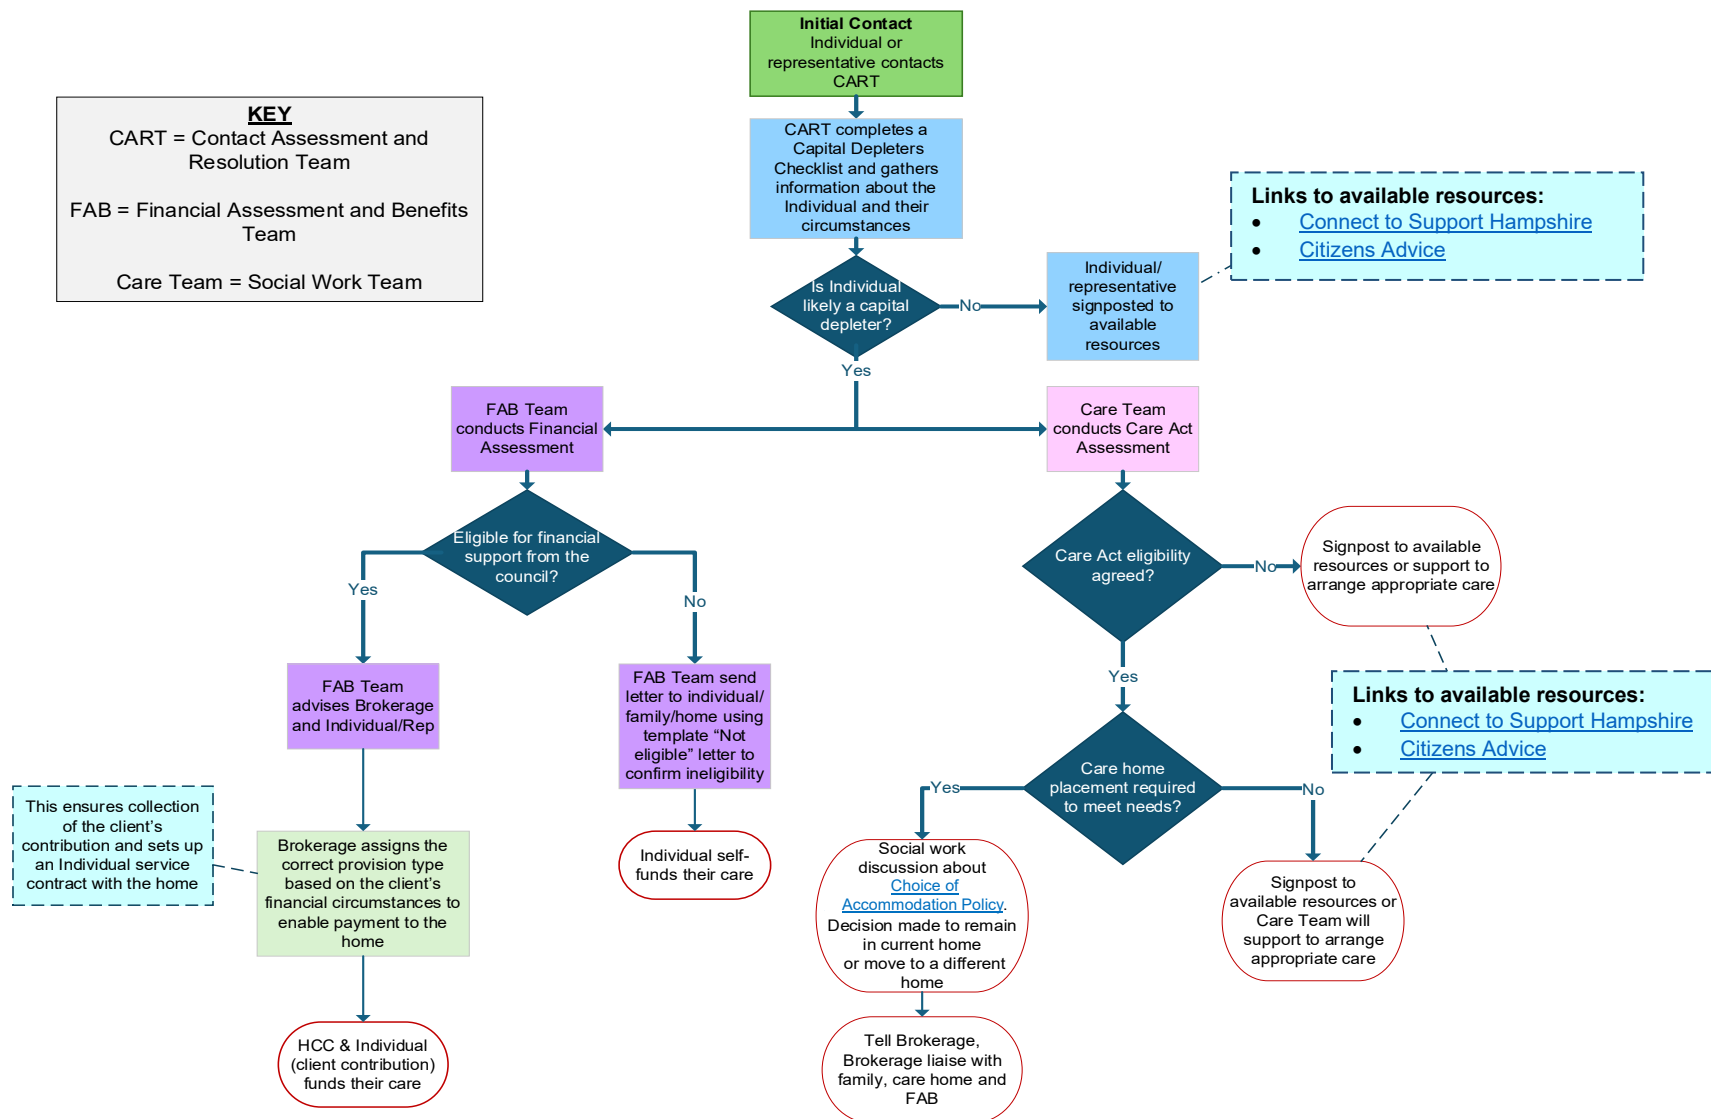 Initial Contact
Individual or
representative contacts
CART
KEY
CART = Contact Assessment and
Resolution Team
FAB = Financial Assessment and Benefits
Team
Care Team = Social Work Team
CART completes a
Capital Depleters
Checklist and gathers
information about the
Individual and their
circumstances
Links to available resources:
• Connect to Support Hampshire
• Citizens Advice
Is Individual
likely a capital
depleter?
No
Individual/
representative
signposted to
available
resources
Yes
FAB Team
conducts Financial
Assessment
Care Team
conducts Care Act
Assessment
Eligible for financial
support from the
council?
Yes
No
Care Act eligibility
agreed?
No
Signpost to available
resources or support to
arrange appropriate care
Yes
FAB Team
advises Brokerage
and Individual/Rep
FAB Team send
letter to individual/
family/home using
template “Not
eligible” letter to
confirm ineligibility
Links to available resources:
• Connect to Support Hampshire
• Citizens Advice
Care home
placement required
to meet needs?
Yes
No
This ensures collection
of the client’s
contribution and sets up
an Individual service
contract with the home
Brokerage assigns the
correct provision type
based on the client’s
financial circumstances to
enable payment to the
home
Individual self-
funds their care
Social work
discussion about
Choice of
Accommodation Policy.
Decision made to remain
in current home
or move to a different
home
Signpost to
available resources or
Care Team will
support to arrange
appropriate care
HCC & Individual
(client contribution)
funds their care
Tell Brokerage,
Brokerage liaise with
family, care home and
FAB